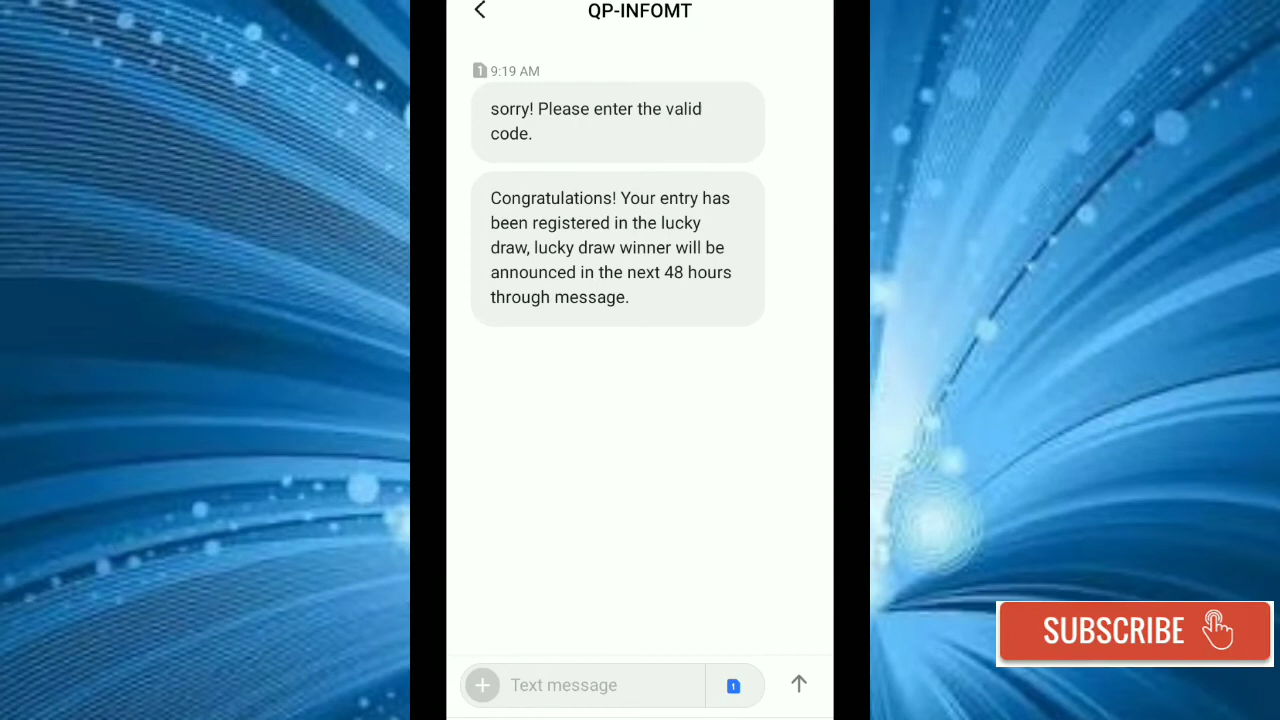 QP-INFOMT
1 9:19 AM
sorry! Please enter the valid
code.
Congratulations! Your entry has
been registered in the lucky
draw, lucky draw winner will be
announced in the next 48 hours
through message.
SUBSCRIBE
+ Text message 1